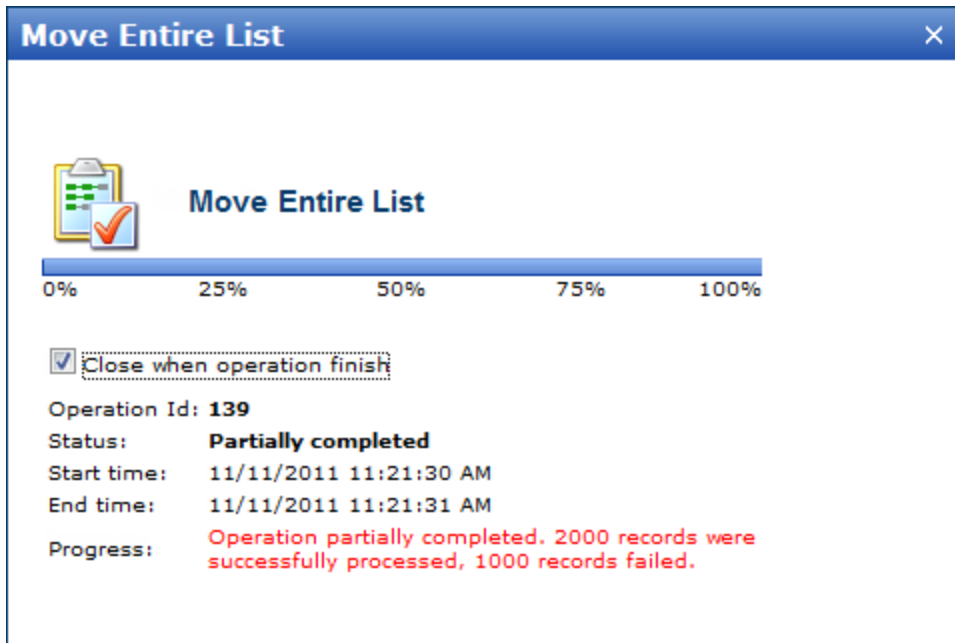 Move Entire List
Move Entire List
0% 25% 50% 75% 100%
Close when operation finish
Operation Id: 139
Status: Partially completed
Start time: 11/11/2011 11:21:30 AM
End time: 11/11/2011 11:21:31 AM
Progress: Operation partially completed. 2000 records were
successfully processed, 1000 records failed.